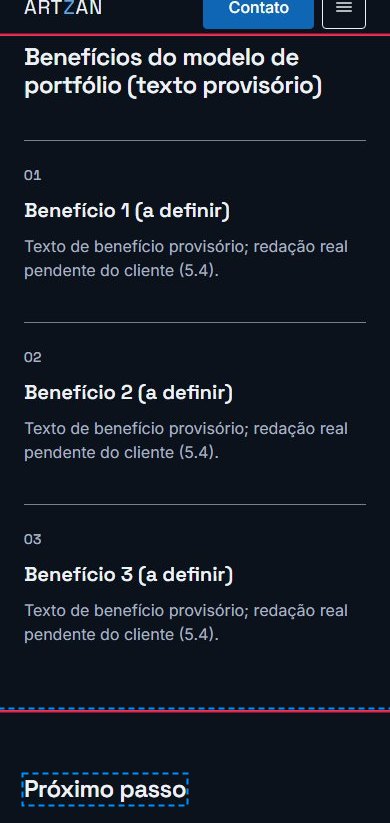 ARTZAN
Contato
Benefícios do modelo de
portfólio (texto provisório)
01
Benefício 1 (a definir)
Texto de benefício provisório; redação real
pendente do cliente (5.4).
02
Benefício 2 (a definir)
Texto de benefício provisório; redação real
pendente do cliente (5.4).
03
Benefício 3 (a definir)
Texto de benefício provisório; redação real
pendente do cliente (5.4).
Próximo passo